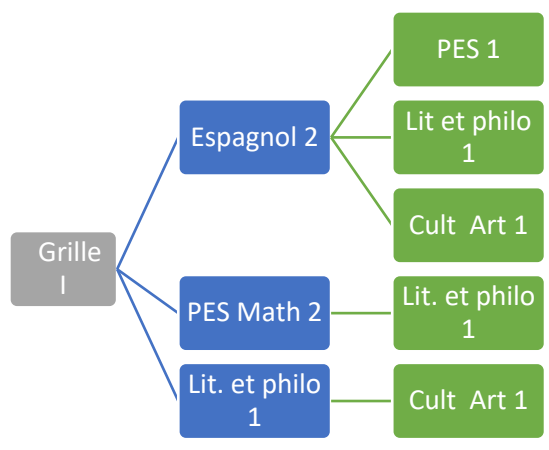 Grille
I
Espagnol 2
PES Math 2
Lit. et philo
1
PES 1
Lit et philo
1
Cult Art 1
Lit. et philo
1
Cult Art 1